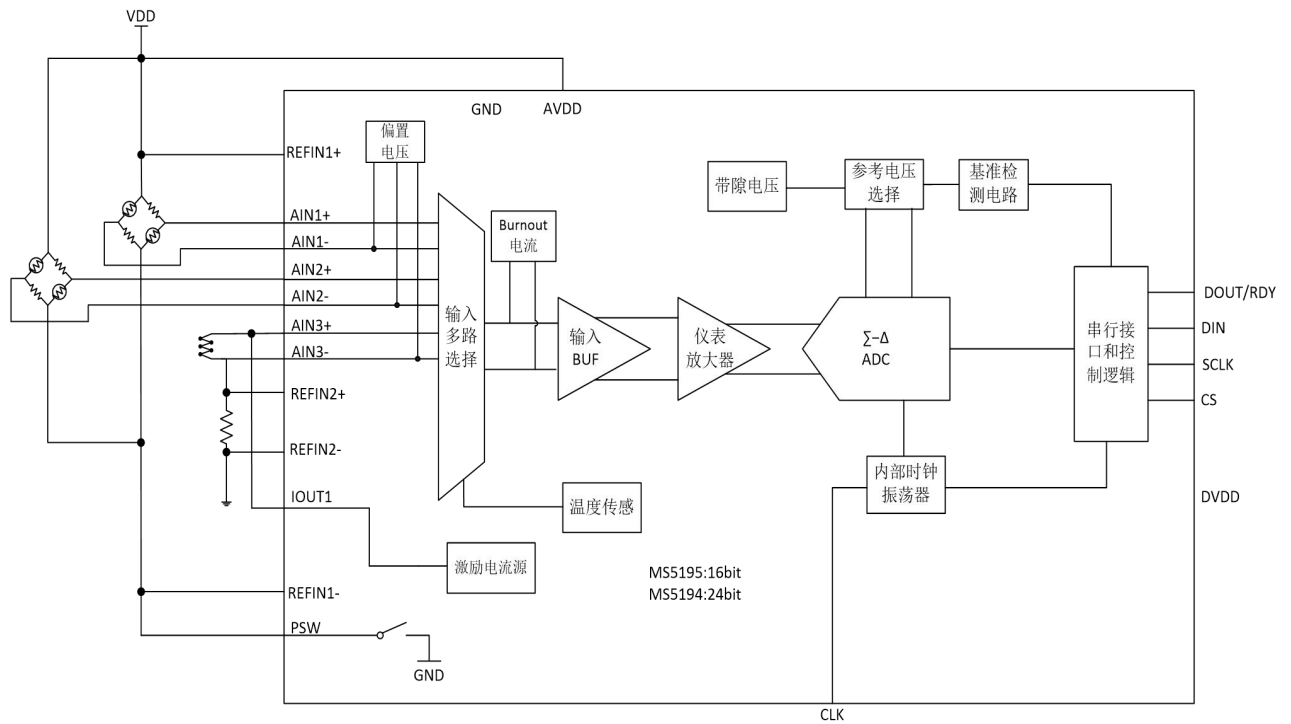 VDD
GND
AVDD
REFIN1+
偏置
电压
AIN1+
AIN1-
AIN2+
AIN2-
AIN3+
AIN3-
REFIN2+
REFIN2-
IOUT1
REFIN1-
PSW
GND
输入
多路
选择
Burnout
电流
输入
BUF
仪表
放大器
∑-Δ
ADC
带隙电压
参考电压
选择
基准检
测电路
串行接
口和控
制逻辑
DOUT/RDY
DIN
SCLK
CS
内部时钟
振荡器
DVDD
温度传感
激励电流源
MS5195:16bit
MS5194:24bit
CLK